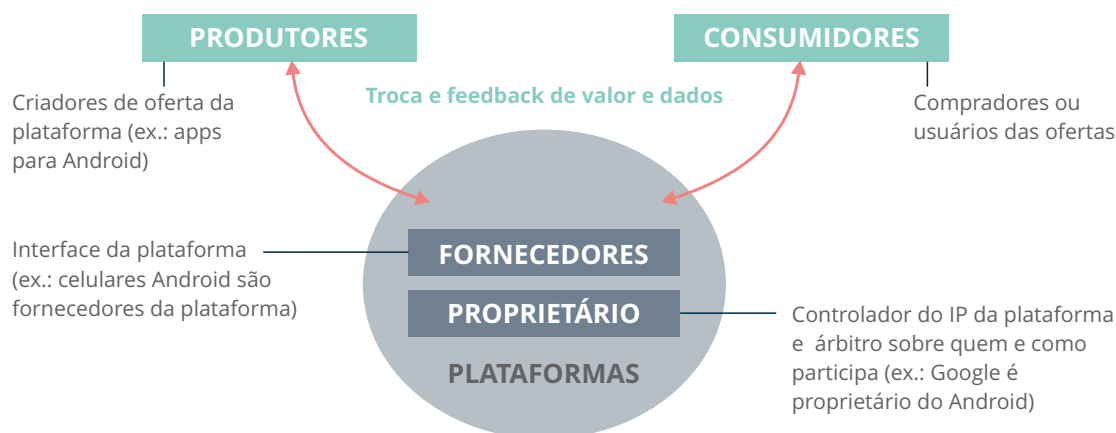 PRODUTORES
CONSUMIDORES
Troca e feedback de valor e dados
Criadores de oferta da
plataforma (ex.: apps
para Android)
Compradores ou
usuários das ofertas
Interface da plataforma
(ex.: celulares Android são
fornecedores da plataforma)
FORNECEDORES
PROPRIETÁRIO
PLATAFORMAS
Controlador do IP da plataforma
e  árbitro sobre quem e como
participa (ex.: Google é
proprietário do Android)